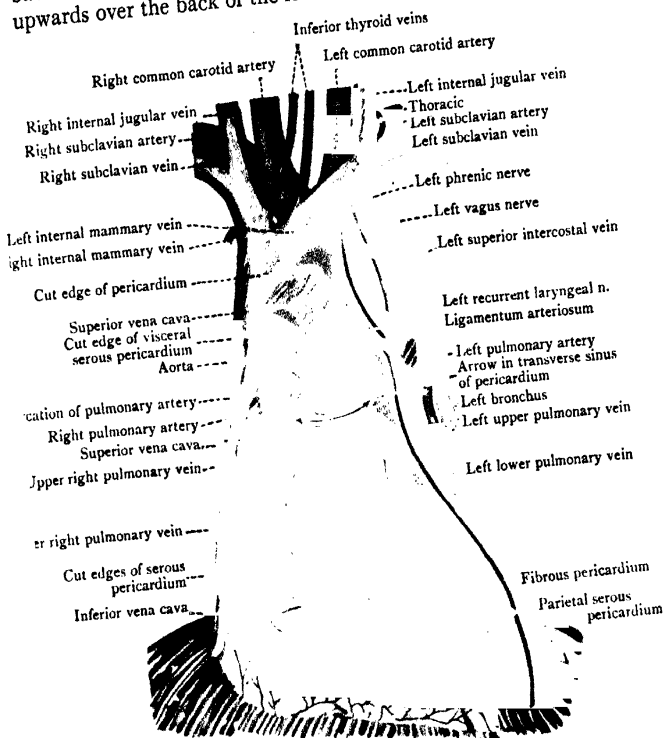 upwards over the back of the
Inferior thyroid veins
Left common carotid artery
Right common carotid artery
Left internal jugular vein
Thoracic
Right internal jugular vein
Left subclavian artery
Right subclavian artery
Left subclavian vein
Right subclavian vein
Left phrenic nerve
Left vagus nerve
Left internal mammary vein
ight internal mammary vein
Left superior intercostal vein
Cut edge of pericardium
Left recurrent laryngeal n.
Ligamentum arteriosum
Superior vena cava
Cut edge of visceral
serous pericardium
Aorta
Left pulmonary artery
Arrow in transverse sinus
of pericardium
Left bronchus
cation of pulmonary artery
Left upper pulmonary vein
Right pulmonary artery
Superior vena cava
Upper right pulmonary vein
Left lower pulmonary vein
er right pulmonary vein
Cut edges of serous
pericardium
Fibrous pericardium
Inferior vena cava
Parietal serous
pericardium